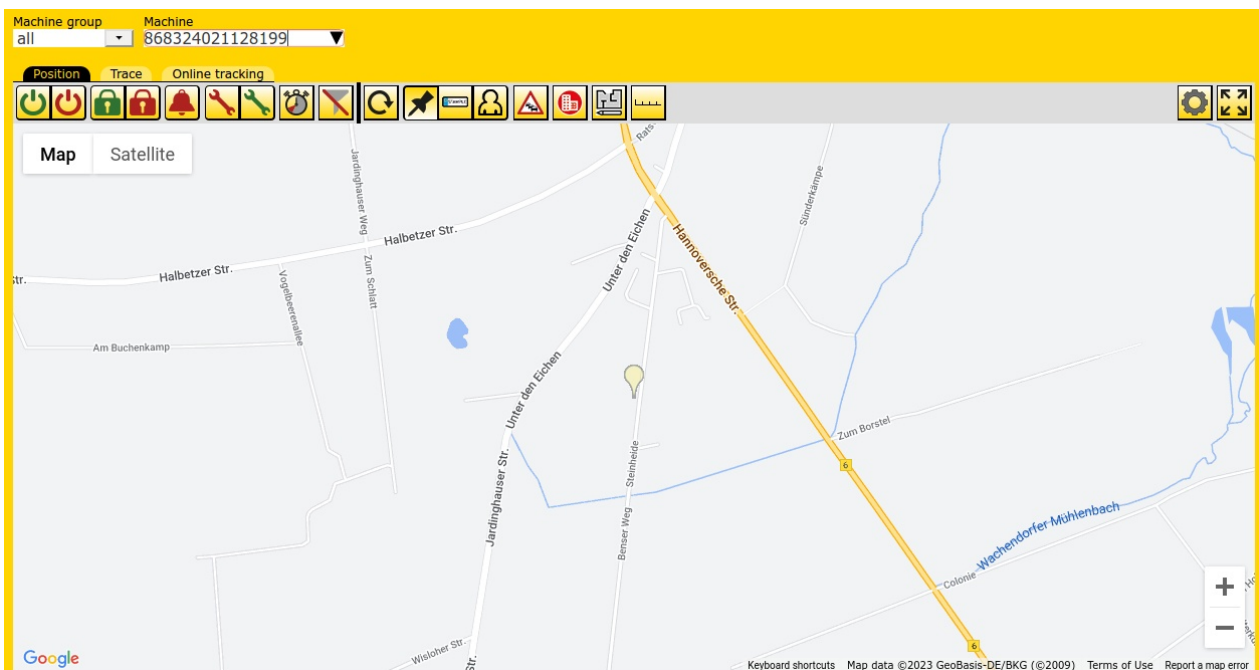 Machine group Machine
all 868324021128199
Position Trace Online tracking
Map Satellite
Rats-
Jardinghauser Weg
Sünderkämpe
Unter den Eichen
Halbetzer Str.
Hannoversche Str.
Zum Schlatt
Halbetzer Str.
str.
Vogelbeerenallee
Am Buchenkamp
Unter den Eichen
Zum Borstel
Steinheide
6
Jardinghauser Str.
Benser Weg
Wachendorfer Mühlenbach
Colonie
Wisloher Str.
6
str.
Google
Keyboard shortcuts Map data ©2023 GeoBasis-DE/BKG (©2009) Terms of Use Report a map error